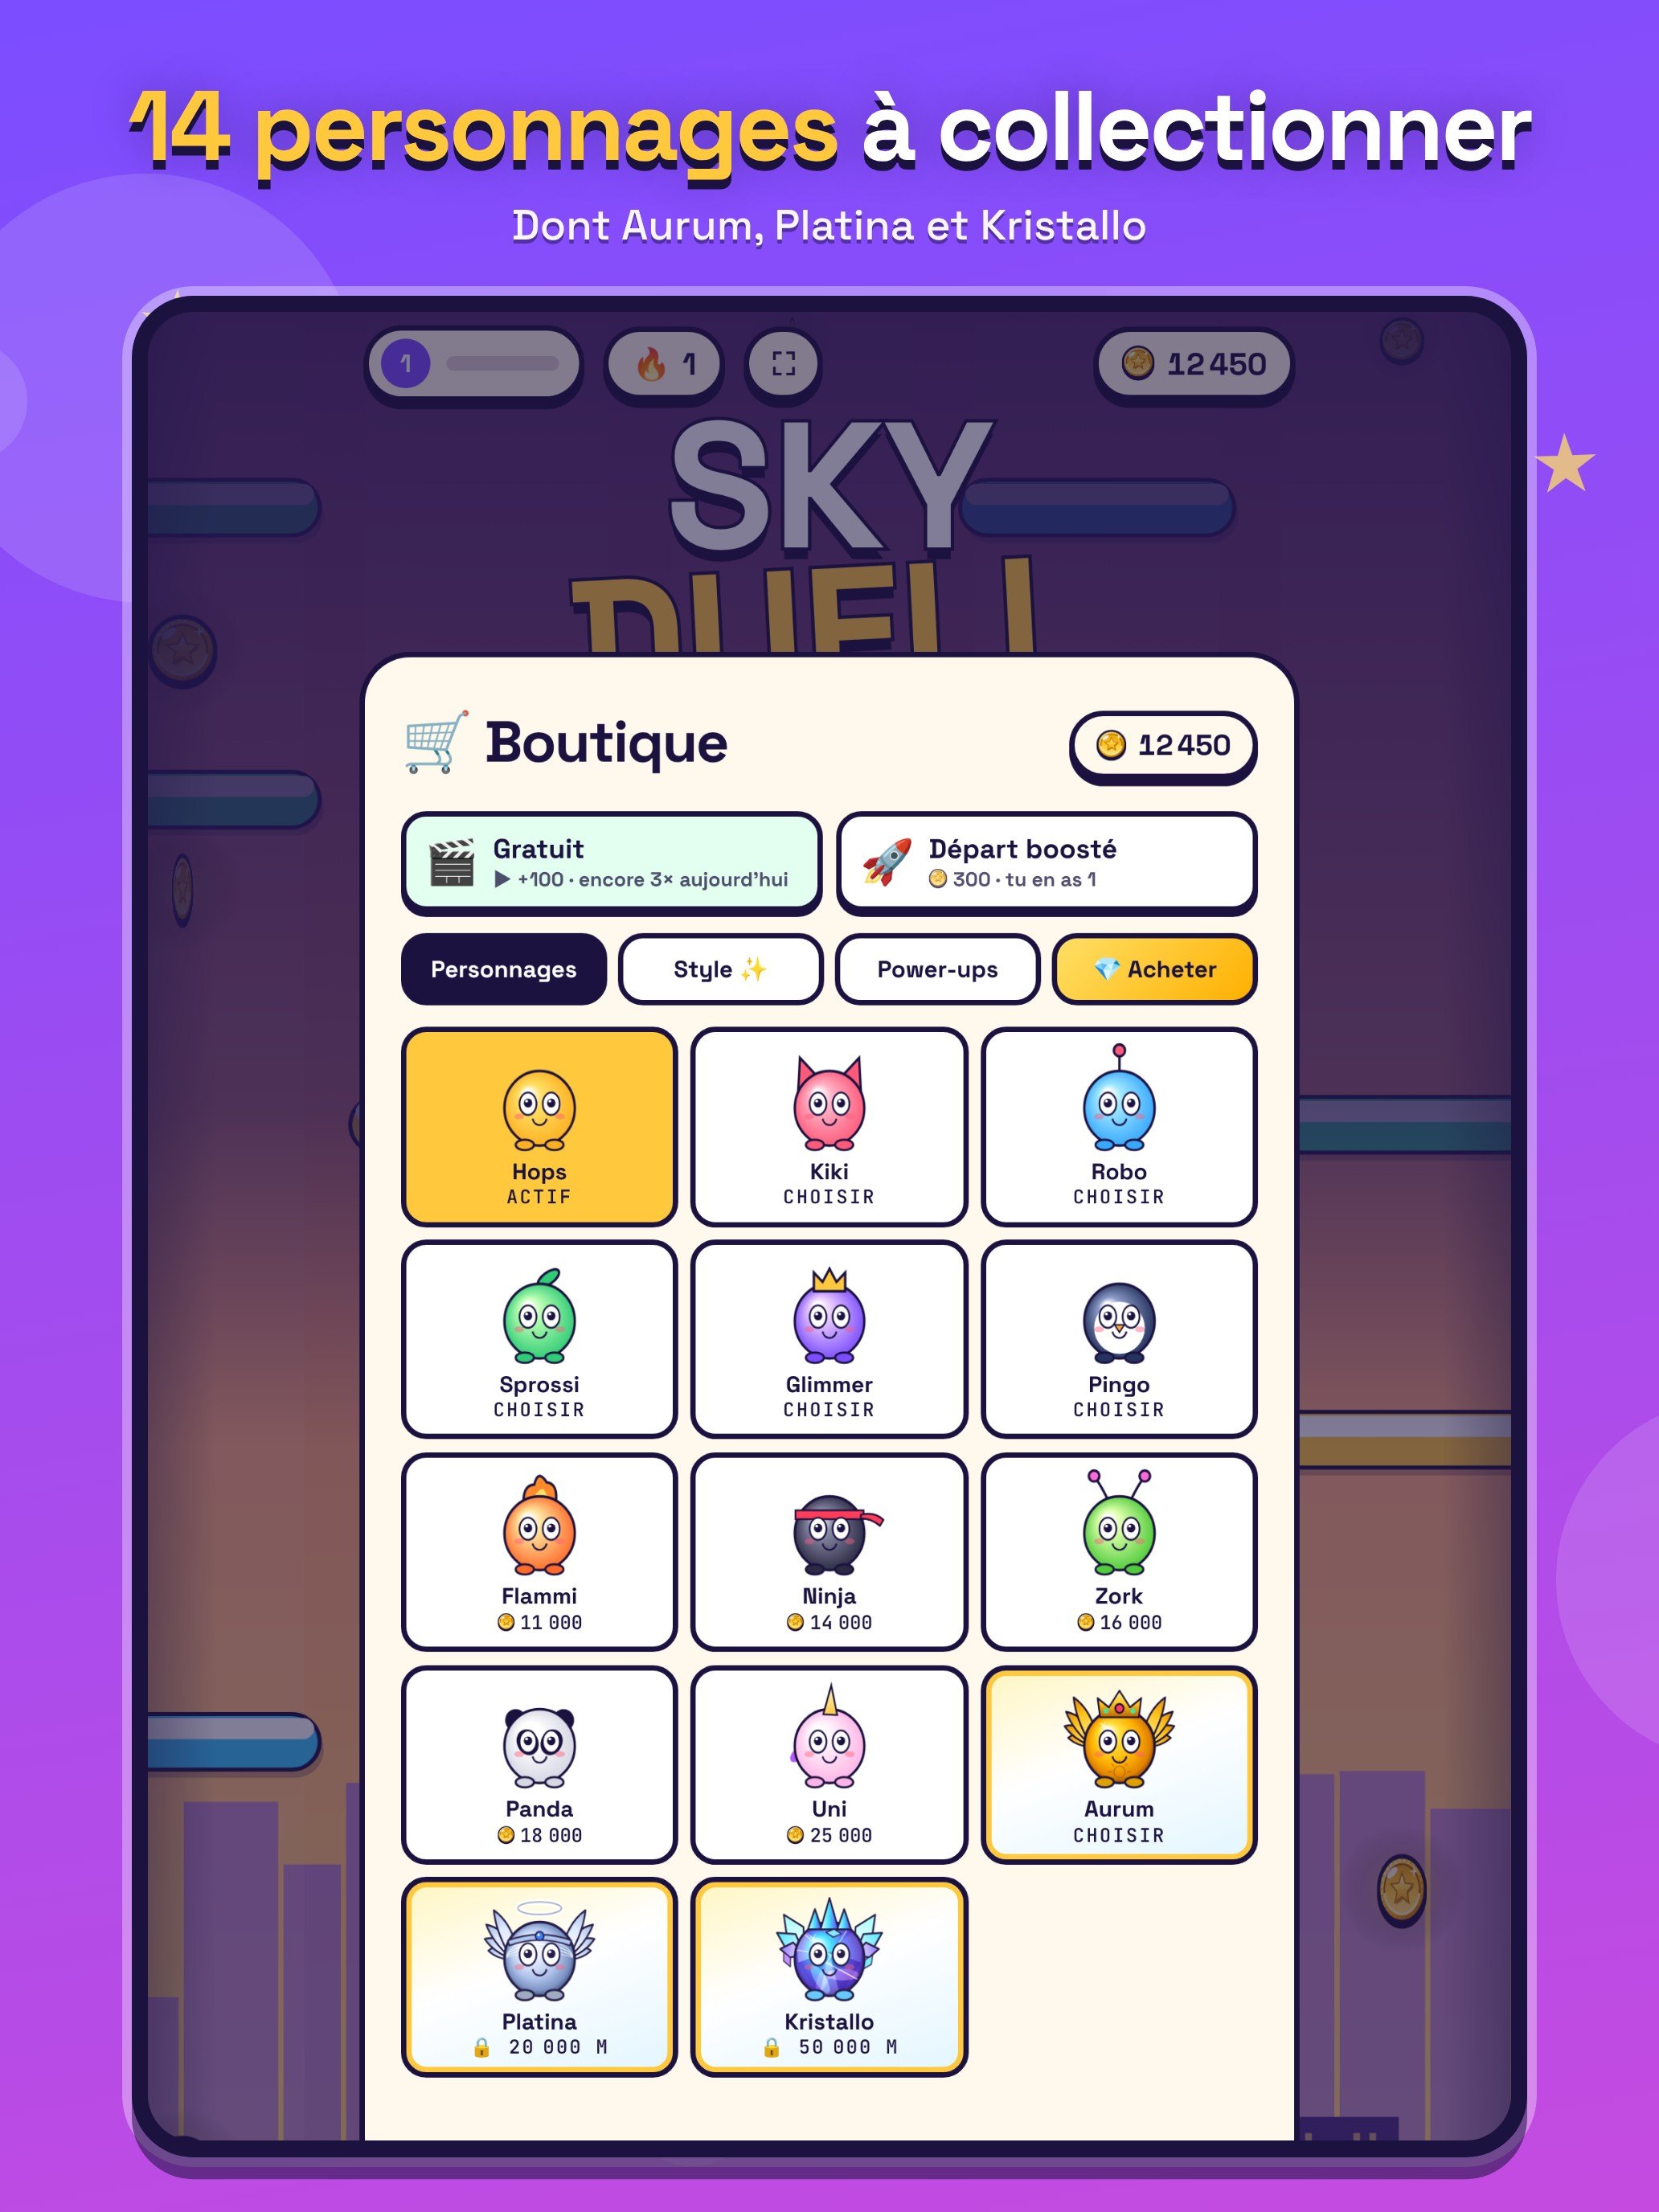 14 personnages à collectionner
Dont Aurum, Platina et Kristallo
1
1
12 450
SKY
DUELL
Boutique
12 450
Gratuit
▶ +100 · encore 3× aujourd'hui
Départ boosté
300 · tu en as 1
Personnages
Style ✨
Power-ups
💎 Acheter
Hops
ACTIF
Kiki
CHOISIR
Robo
CHOISIR
Sprossi
CHOISIR
Glimmer
CHOISIR
Pingo
CHOISIR
Flammi
11 000
Ninja
14 000
Zork
16 000
Panda
18 000
Uni
25 000
Aurum
CHOISIR
Platina
🔒 20 000 M
Kristallo
🔒 50 000 M